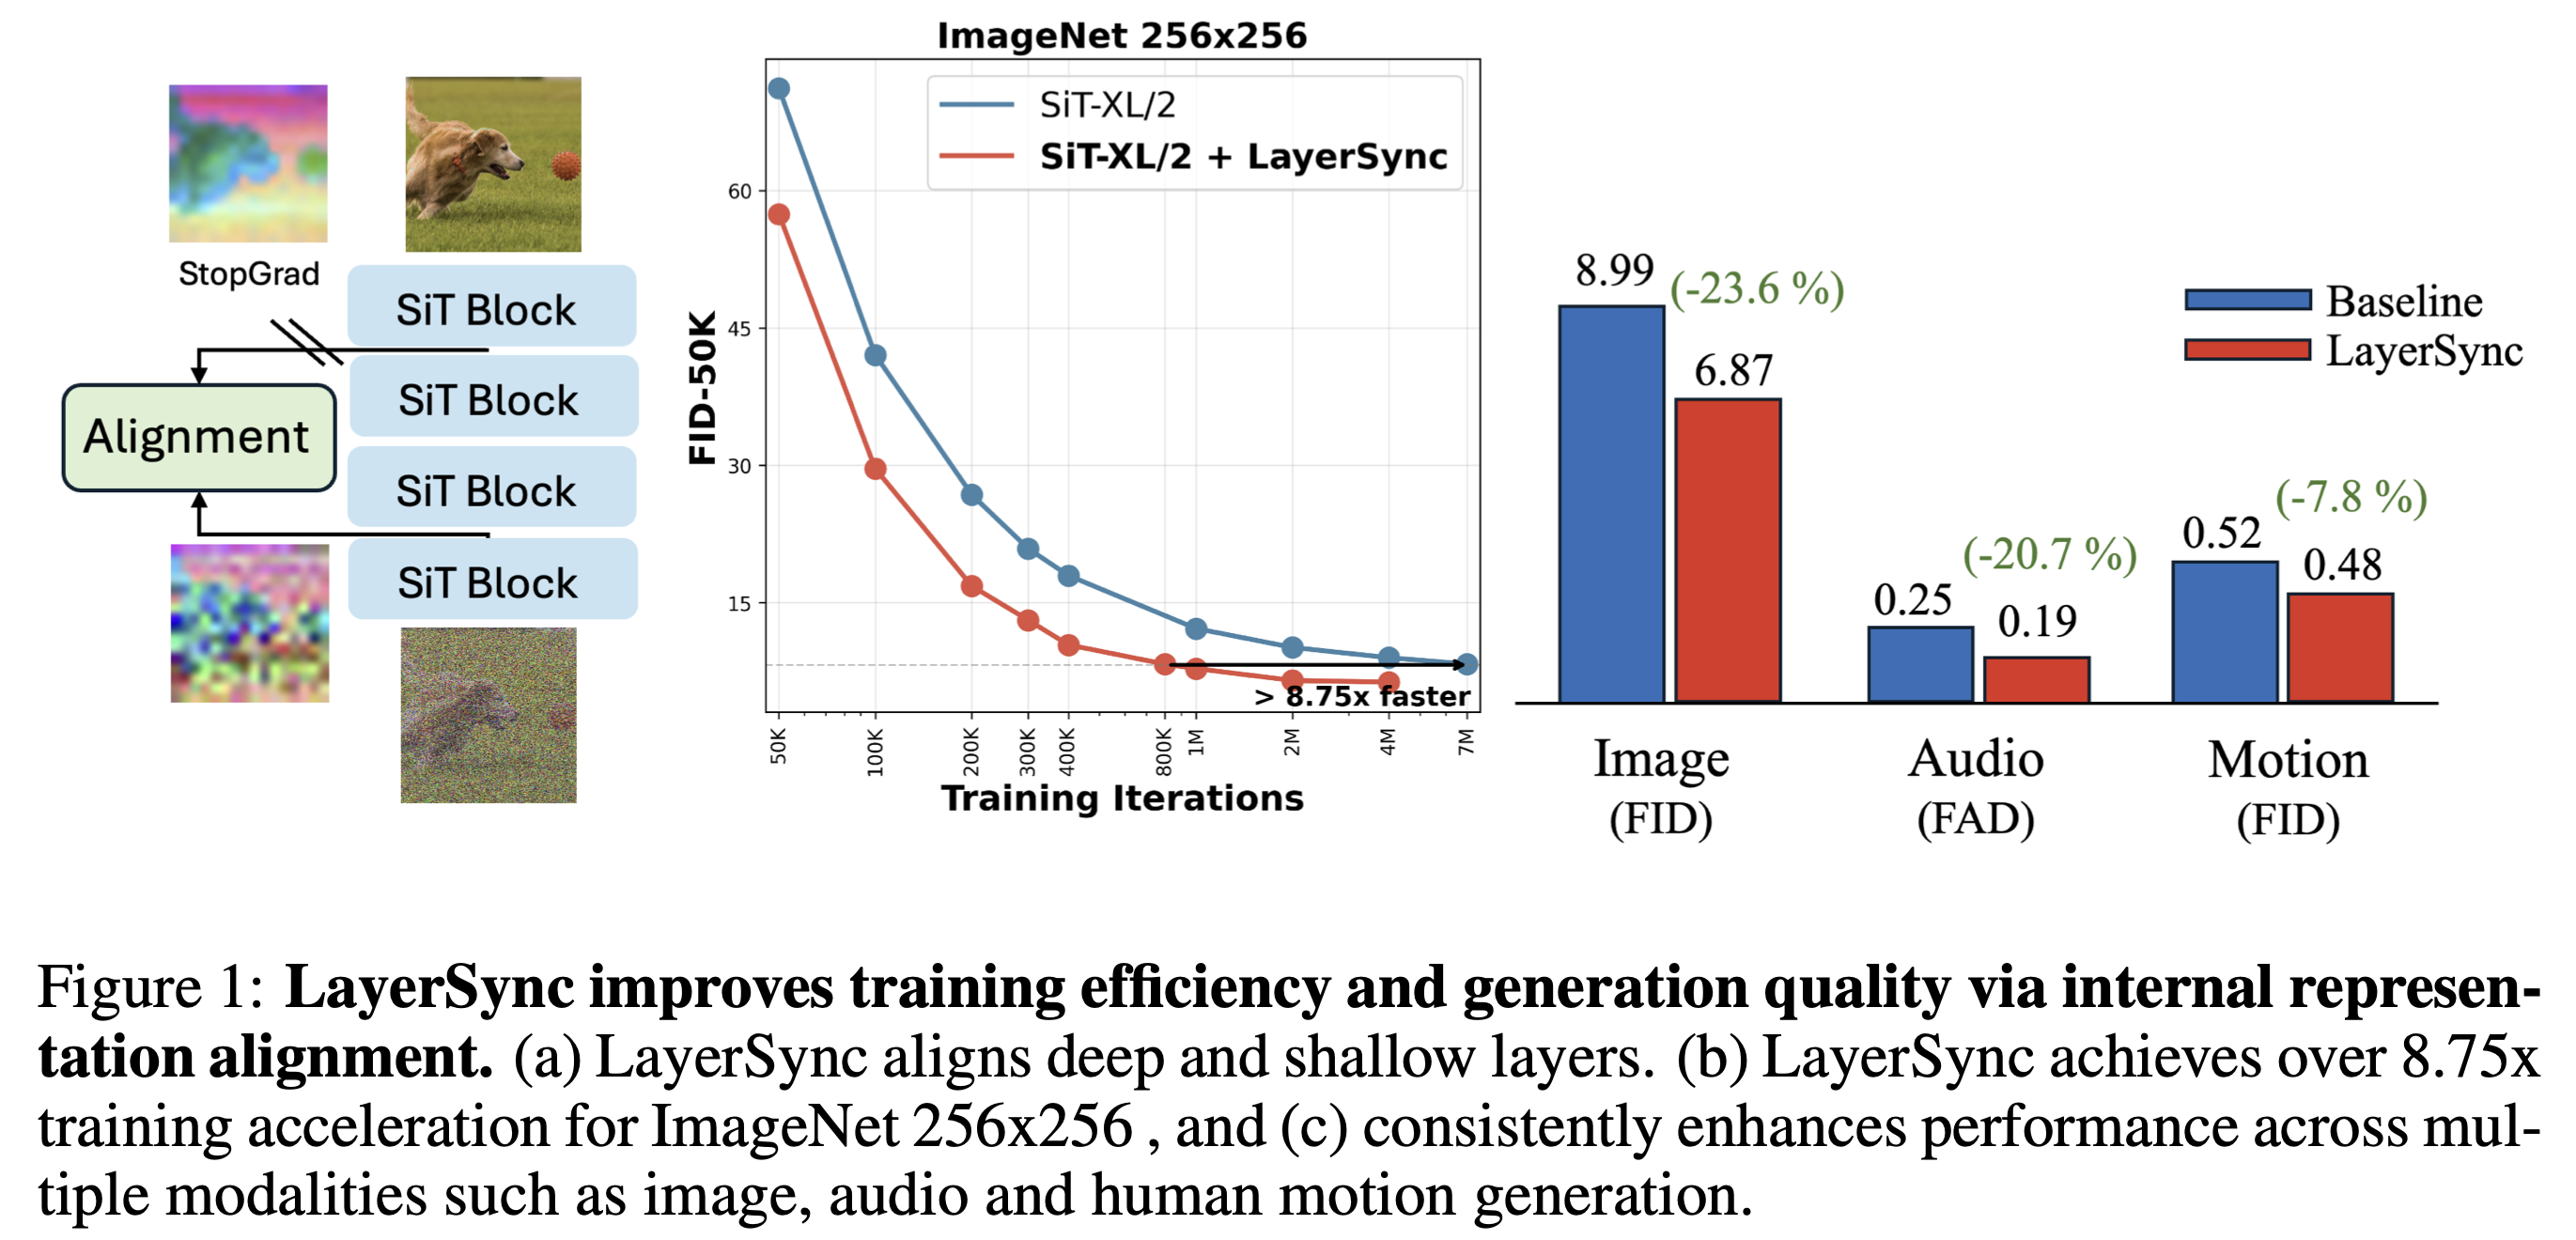 StopGrad
SiT Block
SiT Block
Alignment
SiT Block
SiT Block
ImageNet 256x256
SiT-XL/2
SiT-XL/2 + LayerSync
FID-50K
60
45
30
15
> 8.75x faster
50K
100K
200K
300K
400K
800K
1M
2M
4M
7M
Training Iterations
8.99
(-23.6 %)
6.87
0.25
(-20.7 %)
0.19
0.52
(-7.8 %)
0.48
Baseline
LayerSync
Image
(FID)
Audio
(FAD)
Motion
(FID)
Figure 1: LayerSync improves training efficiency and generation quality via internal represen-
tation alignment. (a) LayerSync aligns deep and shallow layers. (b) LayerSync achieves over 8.75x
training acceleration for ImageNet 256x256 , and (c) consistently enhances performance across mul-
tiple modalities such as image, audio and human motion generation.